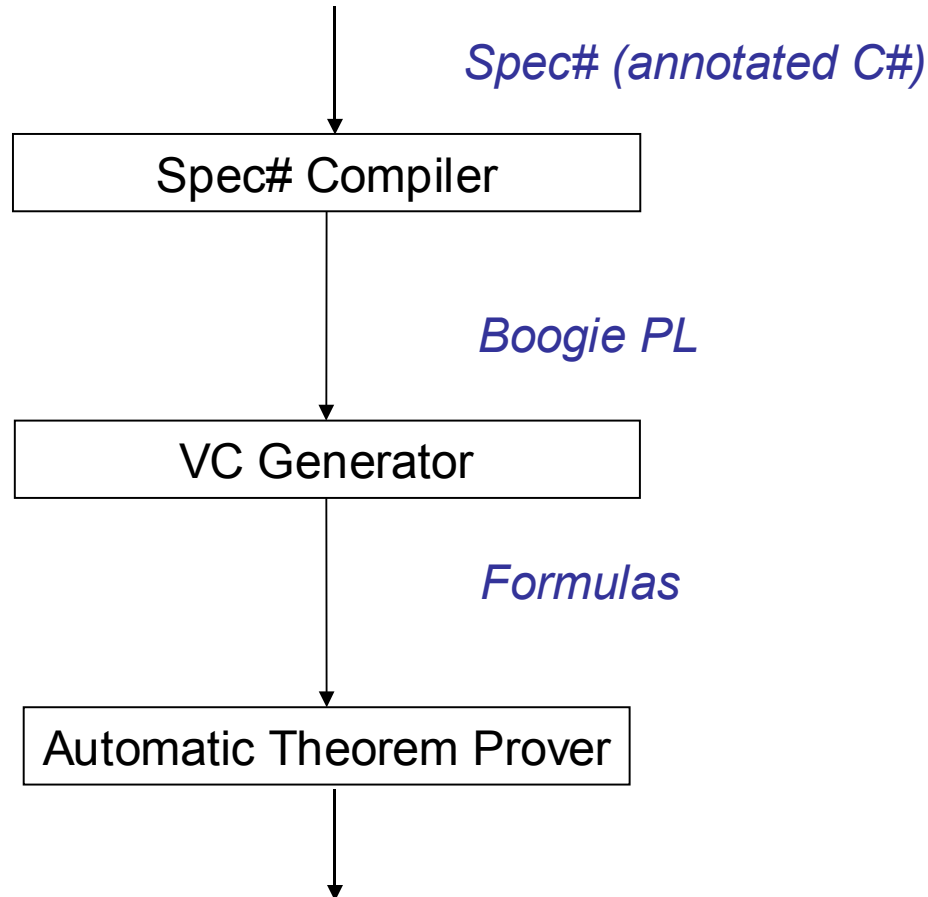 Spec# (annotated C#)
Spec# Compiler
Boogie PL
VC Generator
Formulas
Automatic Theorem Prover